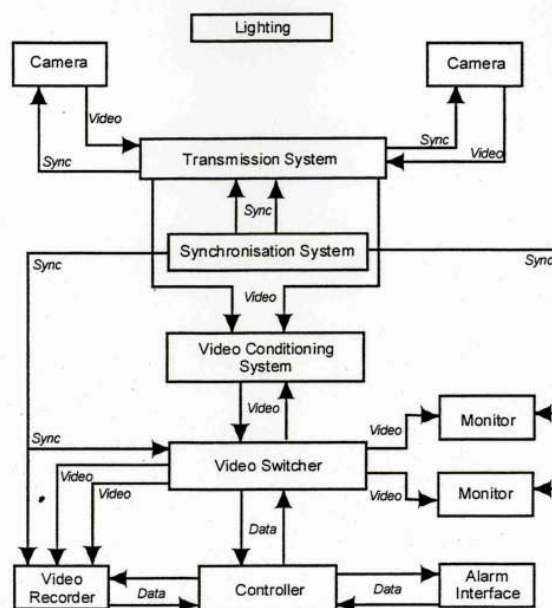 Lighting
Camera
Camera
Video
Sync
Sync
Video
Transmission System
Sync
Synchronisation System
Sync
Sync
Video
Video Conditioning
System
Video
Video
Monitor
Sync
Video Switcher
Video
Video
Video
Monitor
Data
Video
Recorder
Data
Controller
Data
Alarm
Interface